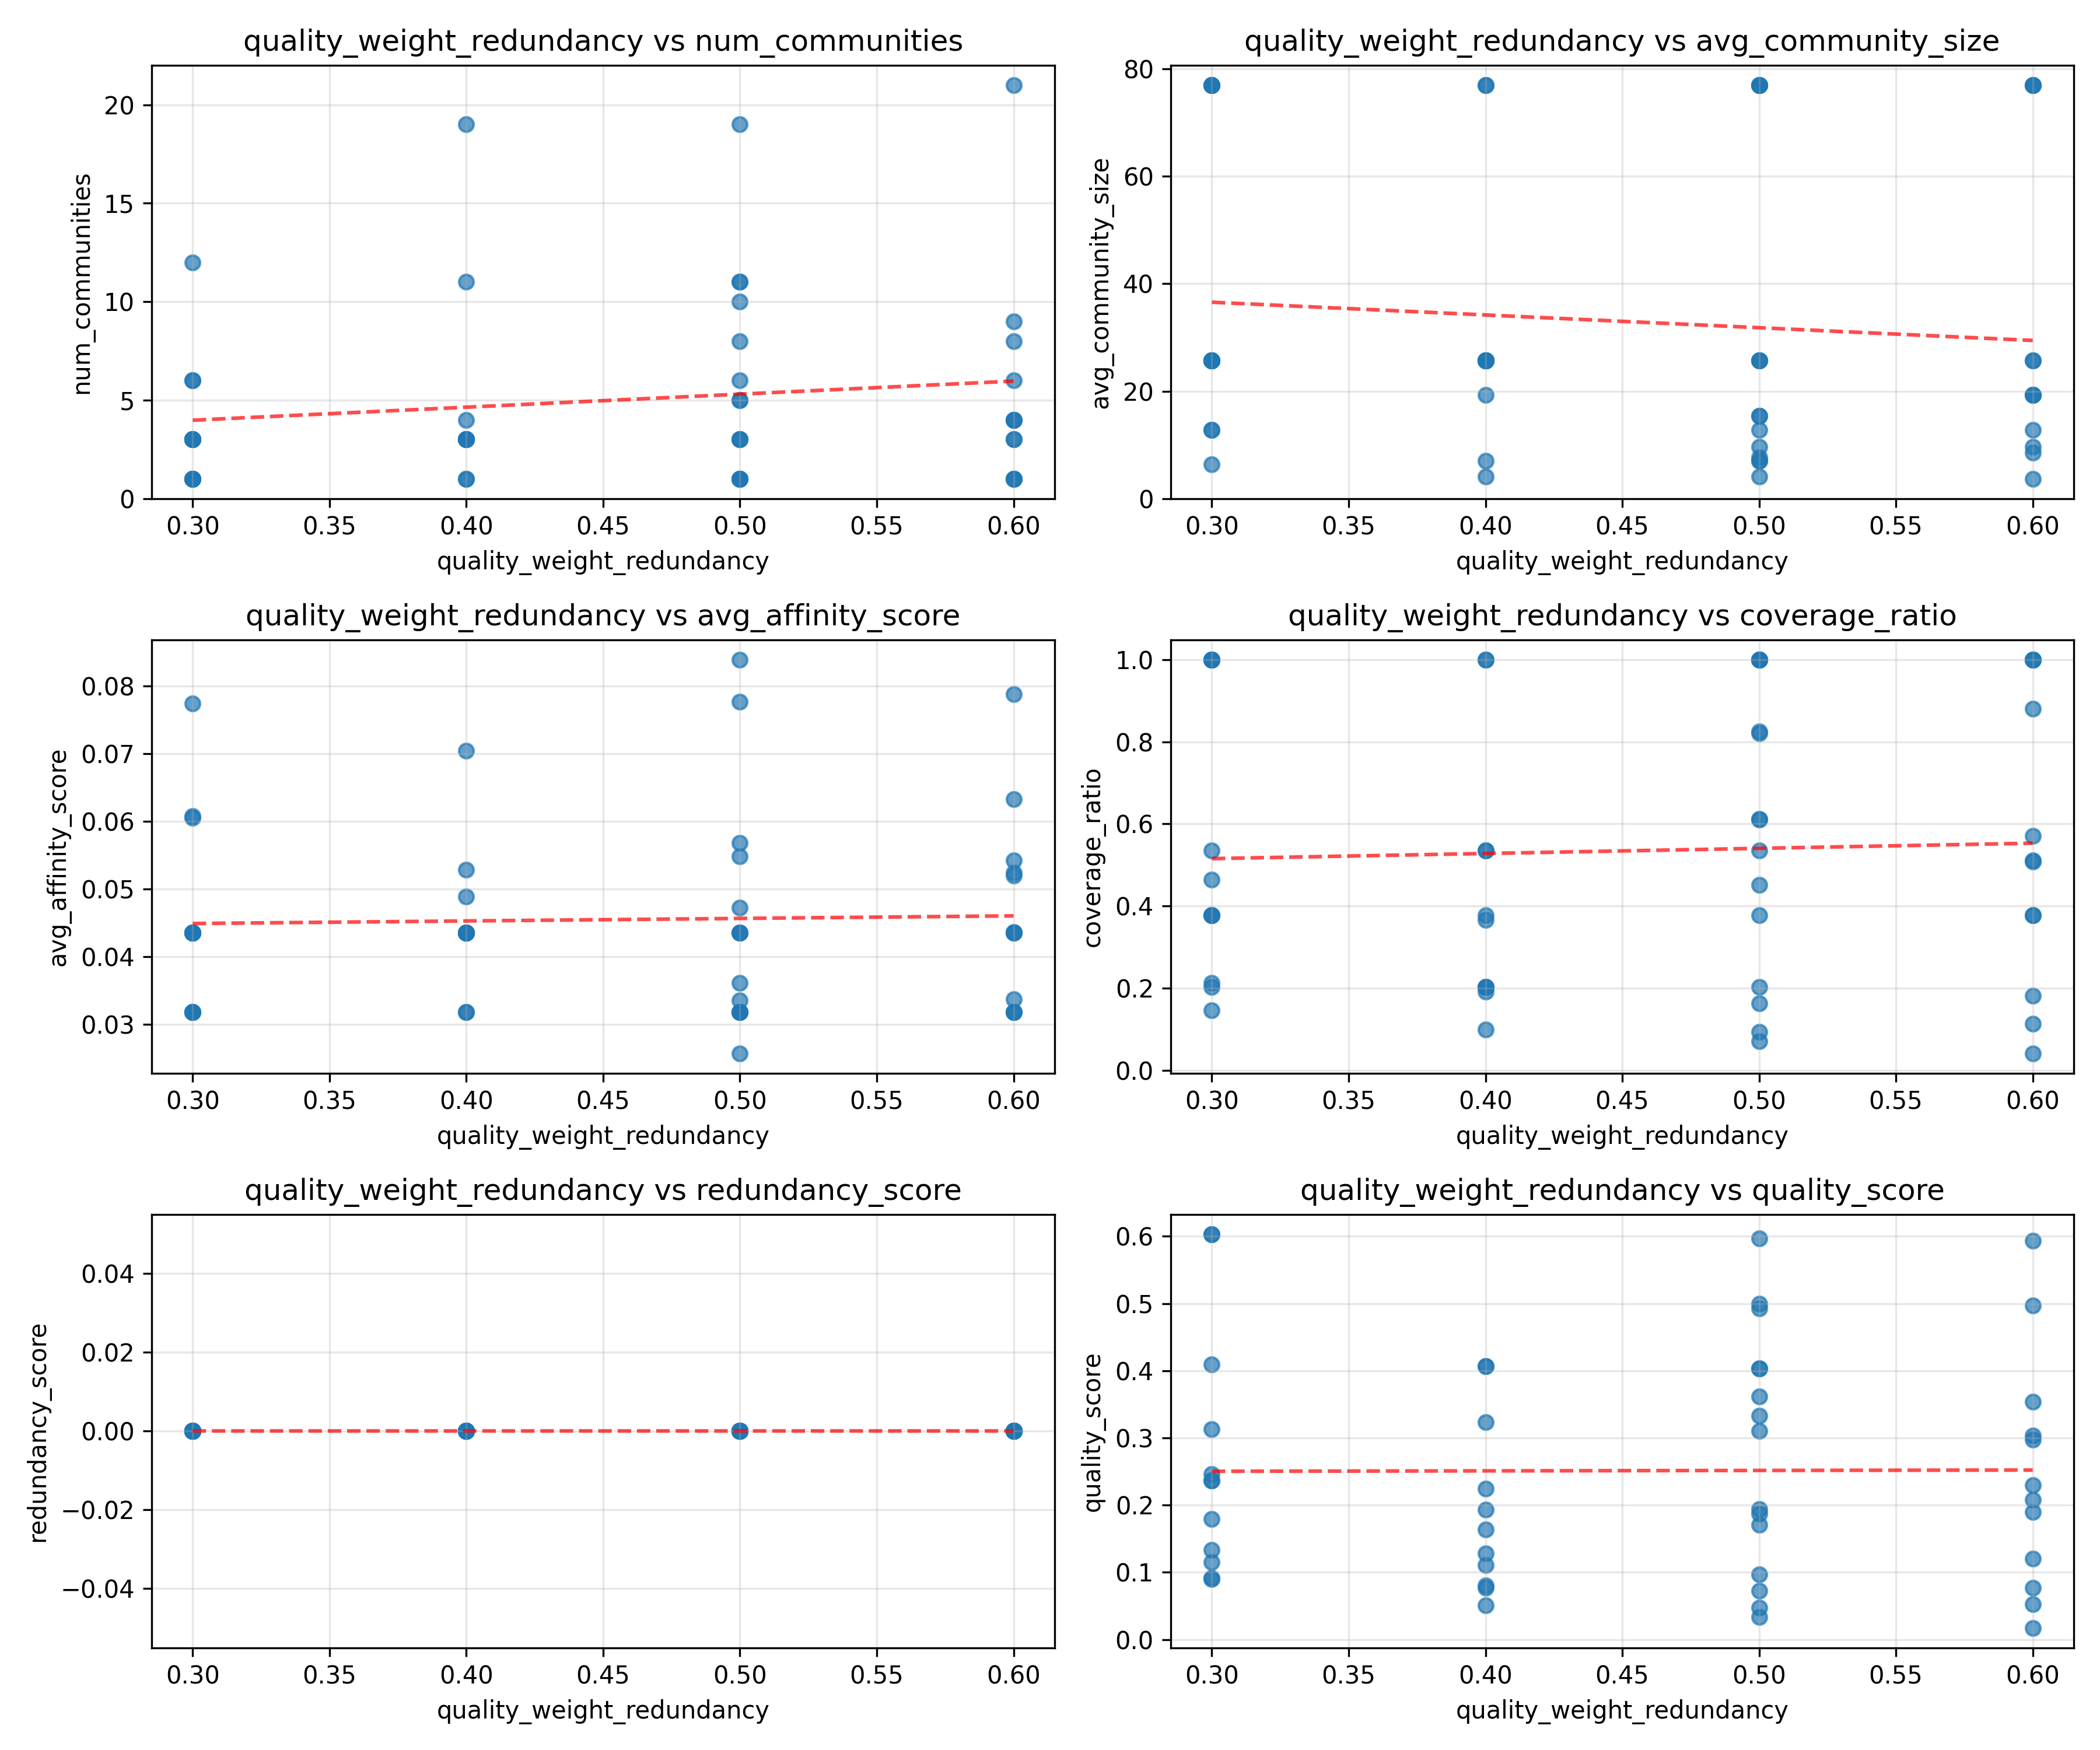 quality_weight_redundancy vs num_communities
num_communities
20
15
10
5
0
0.30 0.35 0.40 0.45 0.50 0.55 0.60
quality_weight_redundancy
quality_weight_redundancy vs avg_community_size
avg_community_size
80
60
40
20
0
0.30 0.35 0.40 0.45 0.50 0.55 0.60
quality_weight_redundancy
quality_weight_redundancy vs avg_affinity_score
avg_affinity_score
0.08
0.07
0.06
0.05
0.04
0.03
0.30 0.35 0.40 0.45 0.50 0.55 0.60
quality_weight_redundancy
quality_weight_redundancy vs coverage_ratio
coverage_ratio
1.0
0.8
0.6
0.4
0.2
0.0
0.30 0.35 0.40 0.45 0.50 0.55 0.60
quality_weight_redundancy
quality_weight_redundancy vs redundancy_score
redundancy_score
0.04
0.02
0.00
−0.02
−0.04
0.30 0.35 0.40 0.45 0.50 0.55 0.60
quality_weight_redundancy
quality_weight_redundancy vs quality_score
quality_score
0.6
0.5
0.4
0.3
0.2
0.1
0.0
0.30 0.35 0.40 0.45 0.50 0.55 0.60
quality_weight_redundancy